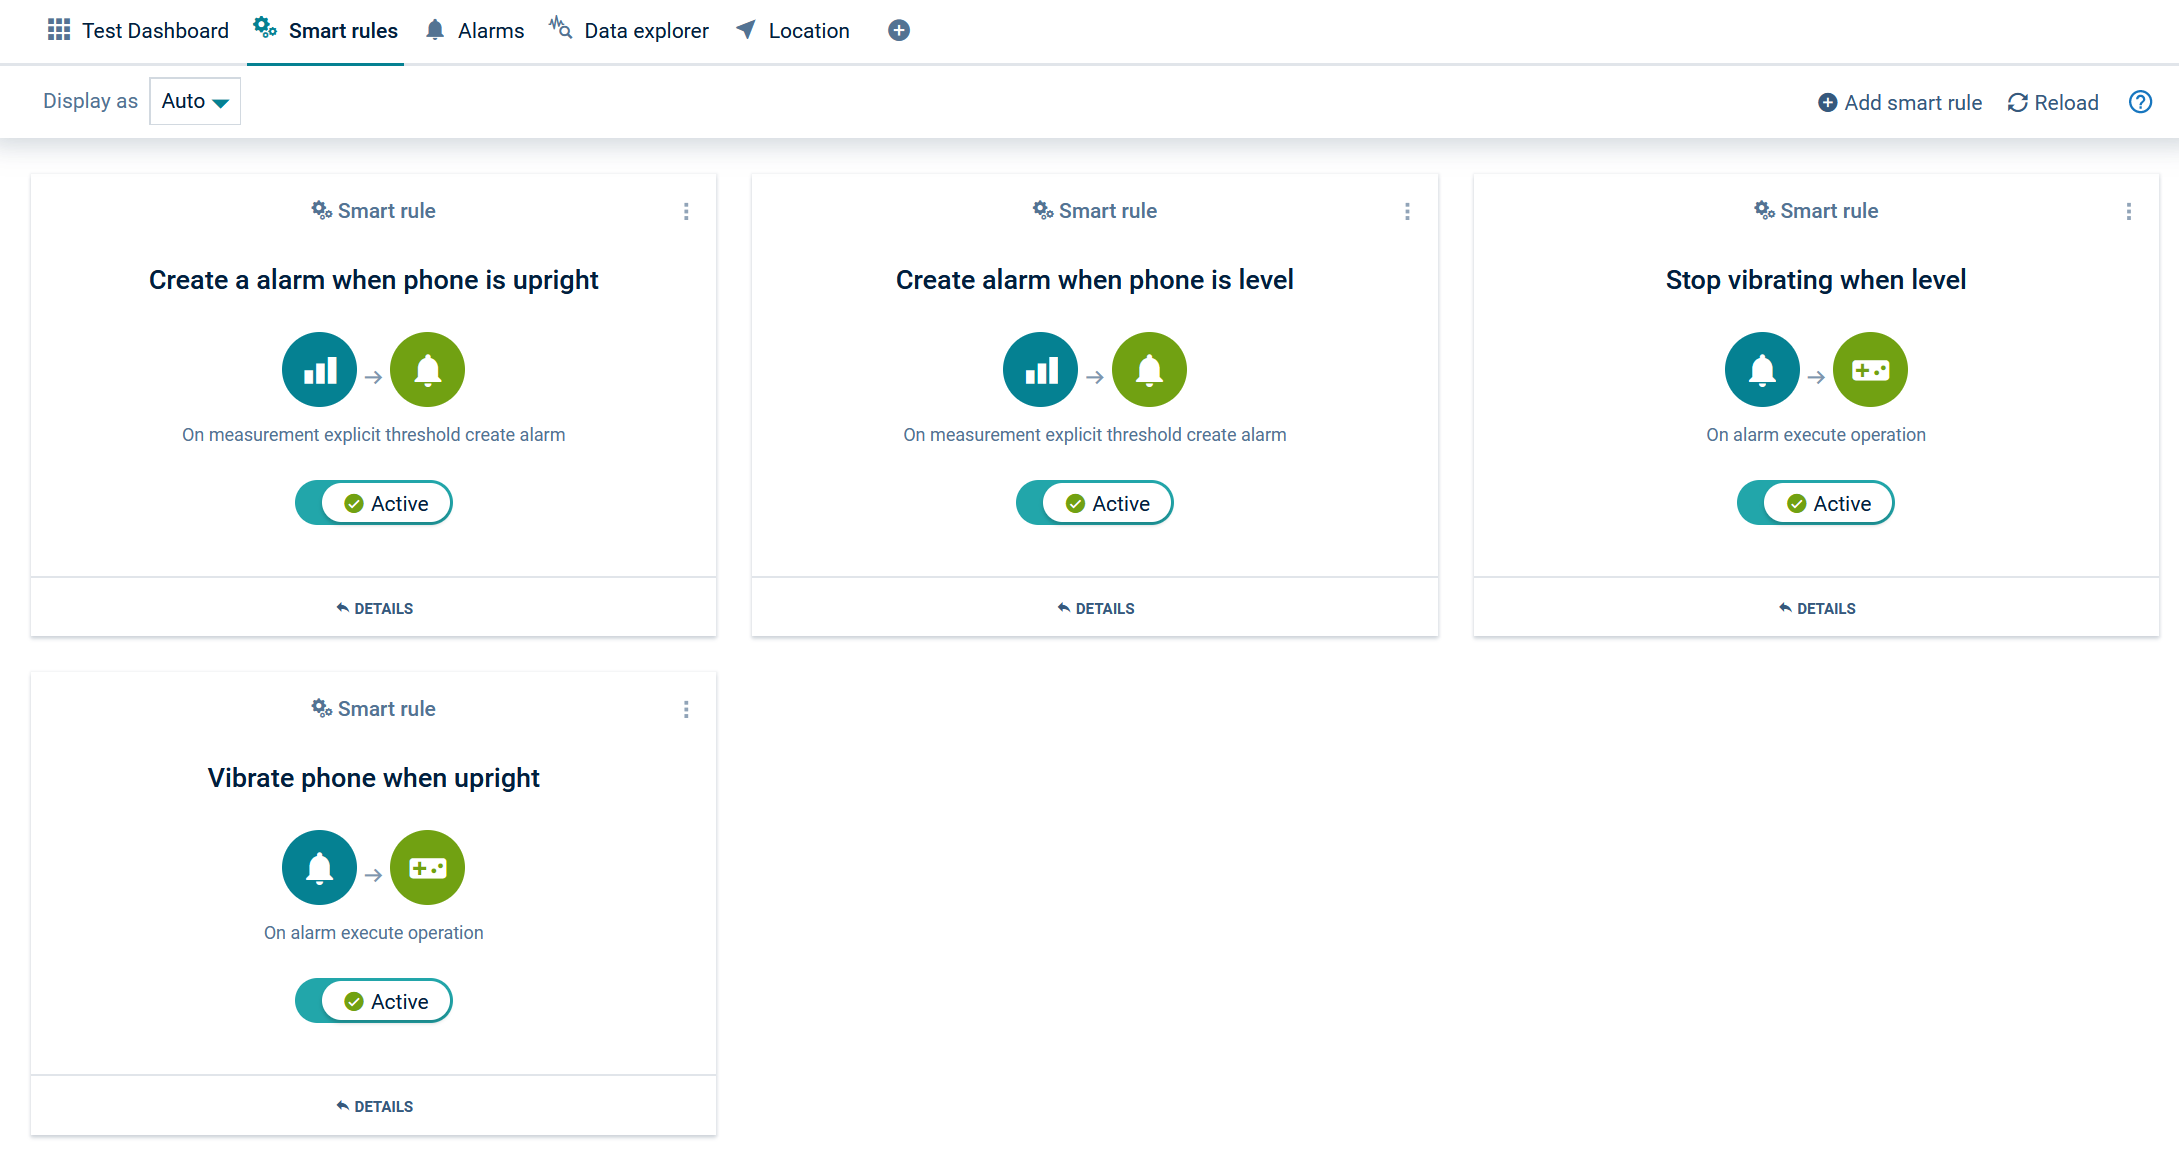 Test Dashboard Smart rules Alarms Data explorer Location
Display as Auto Add smart rule Reload
Smart rule
Create a alarm when phone is upright
On measurement explicit threshold create alarm
Active
DETAILS
Smart rule
Create alarm when phone is level
On measurement explicit threshold create alarm
Active
DETAILS
Smart rule
Stop vibrating when level
On alarm execute operation
Active
DETAILS
Smart rule
Vibrate phone when upright
On alarm execute operation
Active
DETAILS